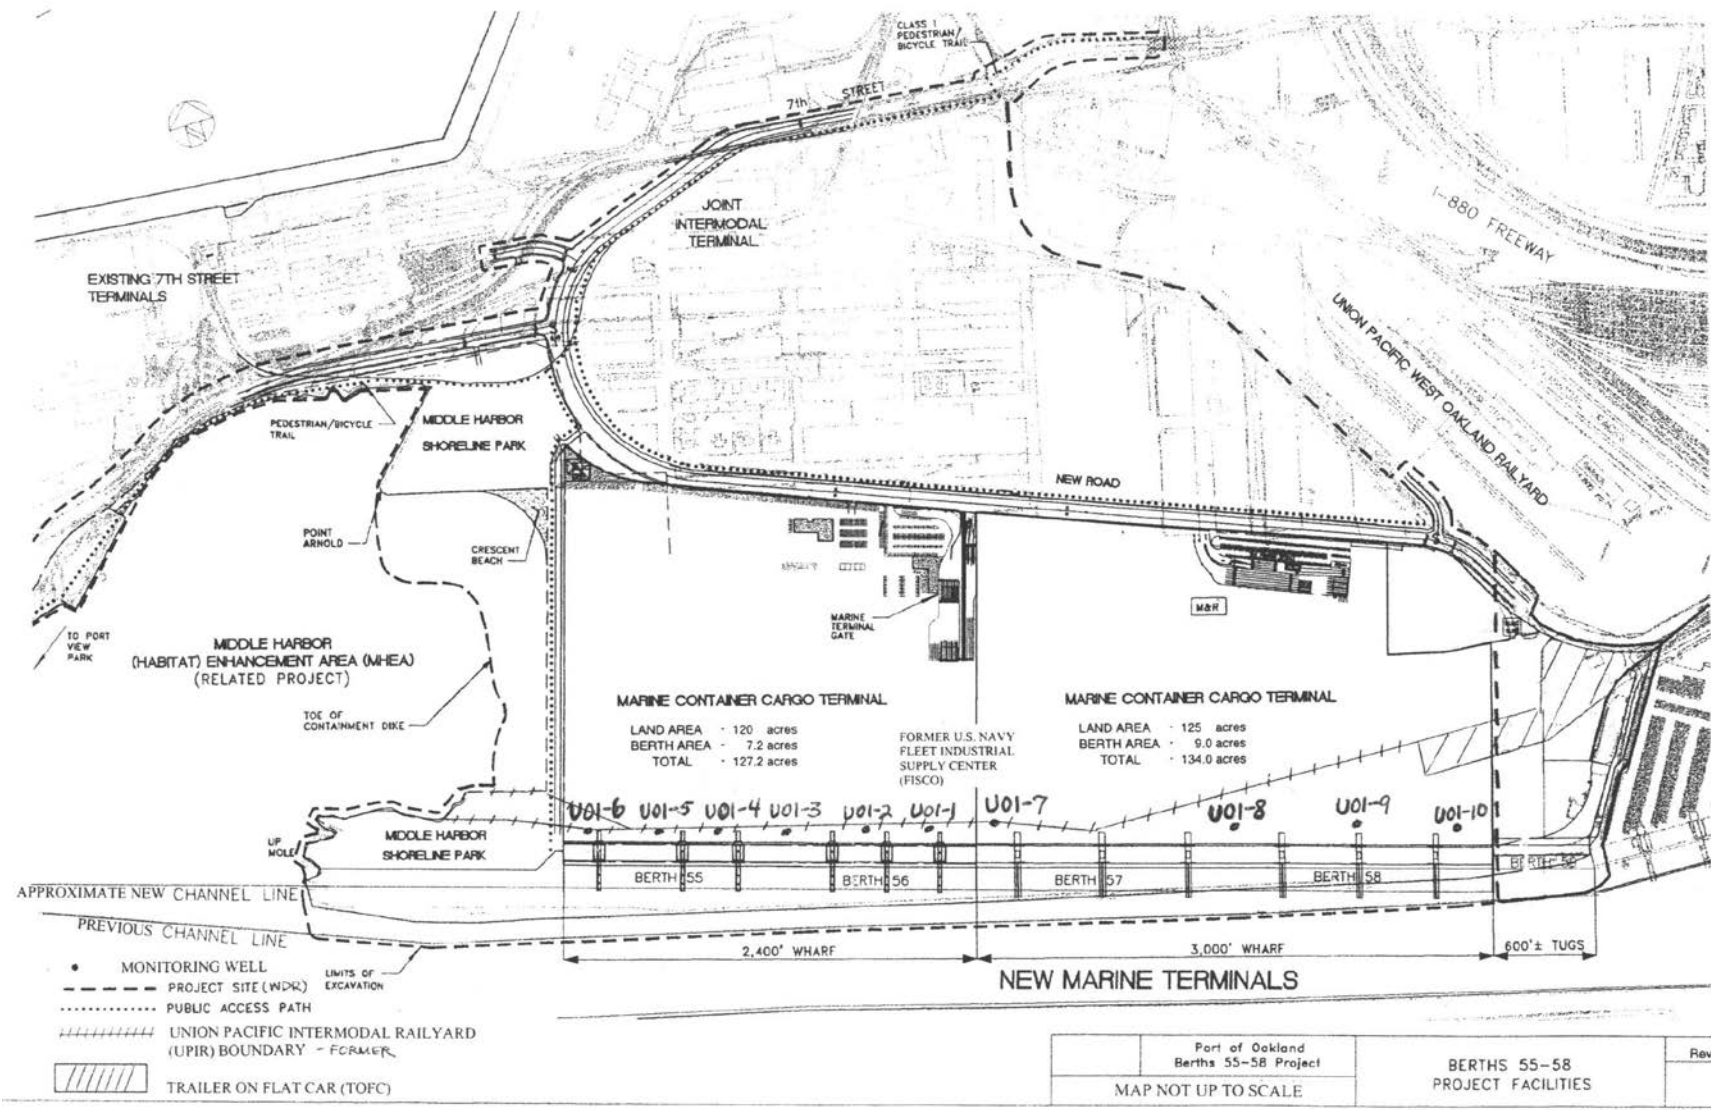 CLASS 1
PEDESTRIAN/
BICYCLE TRAIL
7th STREET
I-880 FREEWAY
JOINT
INTERMODAL
TERMINAL
EXISTING 7TH STREET
TERMINALS
UNION PACIFIC WEST OAKLAND RAILYARD
PEDESTRIAN/BICYCLE
TRAIL
MIDDLE HARBOR
SHORELINE PARK
NEW ROAD
POINT
ARNOLD
CRESCENT
BEACH
MARINE
TERMINAL
GATE
M&R
TO PORT
VIEW
PARK
MIDDLE HARBOR
(HABITAT) ENHANCEMENT AREA (MHEA)
(RELATED PROJECT)
TOE OF
CONTAINMENT DIKE
MARINE CONTAINER CARGO TERMINAL
LAND AREA - 120 acres
BERTH AREA - 7.2 acres
TOTAL - 127.2 acres
FORMER U.S. NAVY
FLEET INDUSTRIAL
SUPPLY CENTER
(FISCO)
MARINE CONTAINER CARGO TERMINAL
LAND AREA - 125 acres
BERTH AREA - 9.0 acres
TOTAL - 134.0 acres
U01-6 U01-5 U01-4 U01-3 U01-2 U01-1 U01-7 U01-8 U01-9 U01-10
UP
MOLE
MIDDLE HARBOR
SHORELINE PARK
BERTH 55 BERTH 56 BERTH 57 BERTH 58
APPROXIMATE NEW CHANNEL LINE
PREVIOUS CHANNEL LINE
2,400' WHARF 3,000' WHARF 600'± TUGS
NEW MARINE TERMINALS
LIMITS OF
EXCAVATION
MONITORING WELL
PROJECT SITE (WDR)
PUBLIC ACCESS PATH
UNION PACIFIC INTERMODAL RAILYARD
(UPIR) BOUNDARY - FORMER
TRAILER ON FLAT CAR (TOFC)
Port of Oakland
Berths 55-58 Project
MAP NOT UP TO SCALE
BERTHS 55-58
PROJECT FACILITIES
Rev